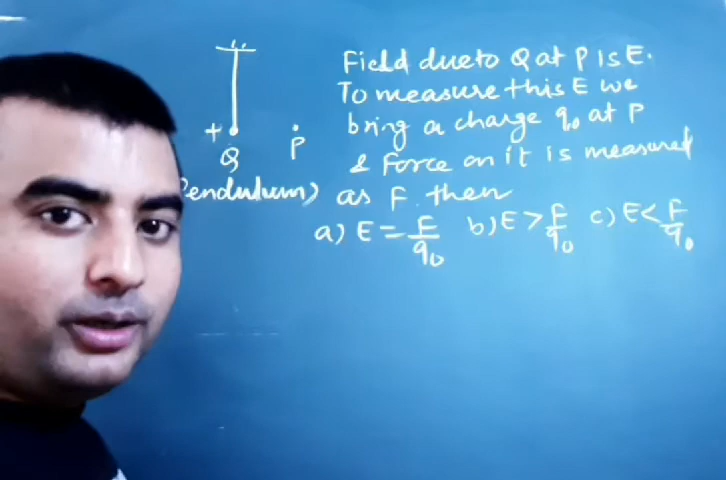 Field due to Q at P is E.
To measure this E we
bring a charge q₀ at P
& Force on it is measured
as F. then
a) E = F/q₀ b) E > F/q₀ c) E < F/q₀
+
Q
P
Pendulum)